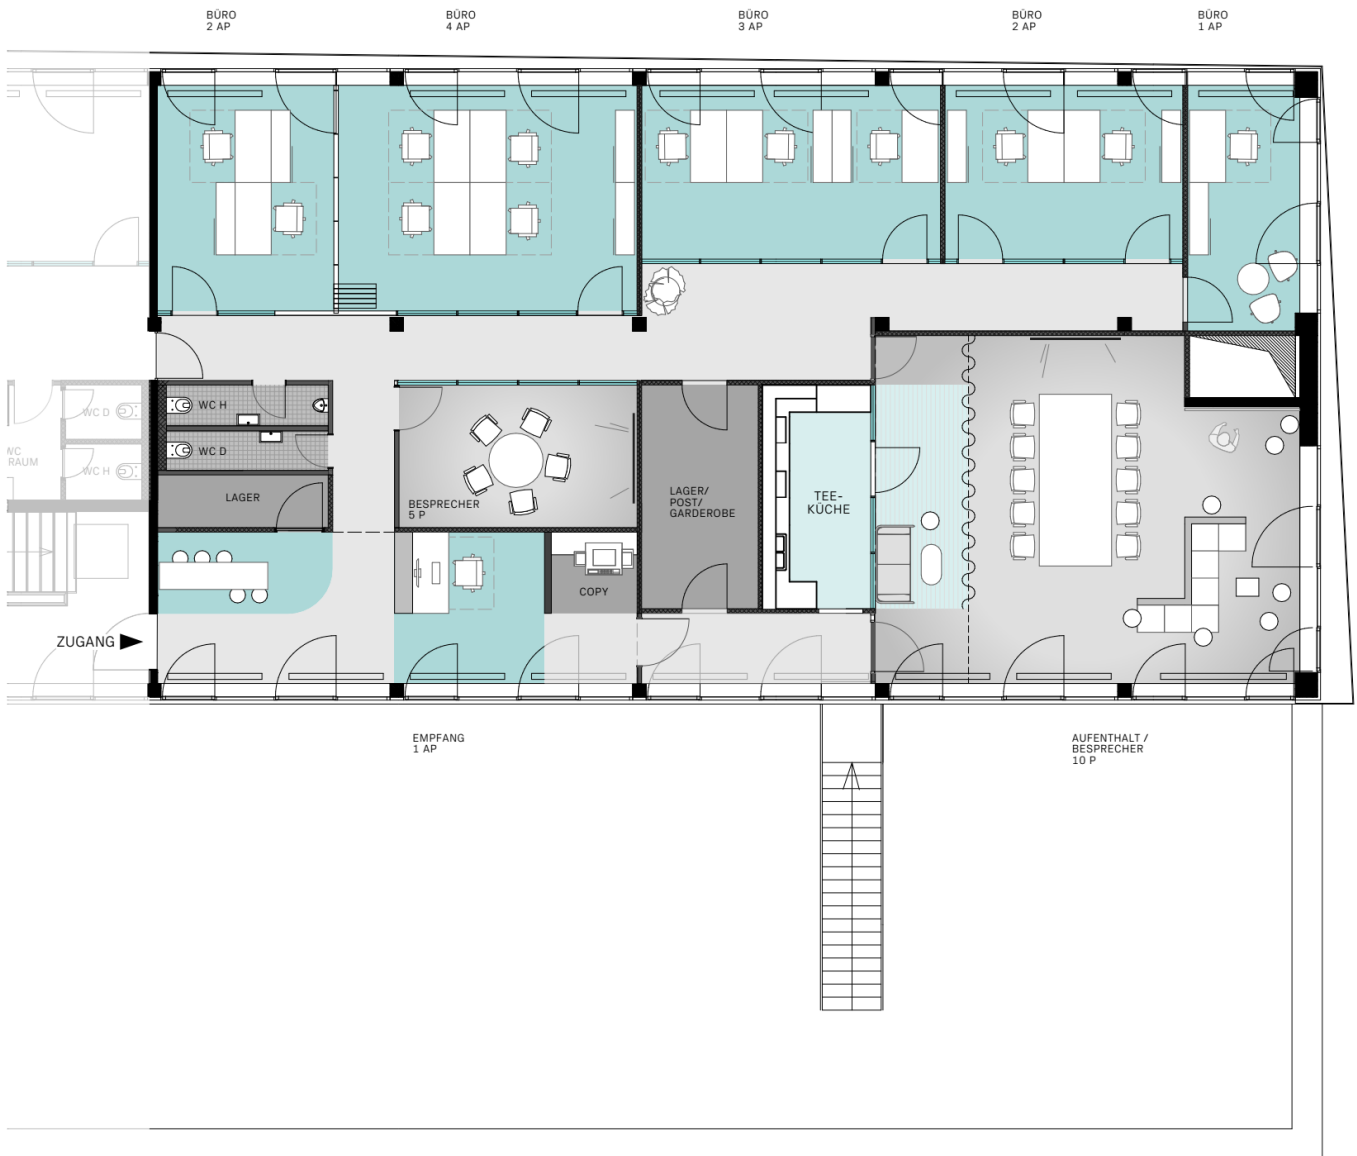 BÜRO
2 AP
BÜRO
4 AP
BÜRO
3 AP
BÜRO
2 AP
BÜRO
1 AP
WC D
WC H
WC
RAUM
WC H
WC D
LAGER
BESPRECHER
5 P
LAGER/
POST/
GARDEROBE
TEE-
KÜCHE
COPY
ZUGANG
EMPFANG
1 AP
AUFENTHALT /
BESPRECHER
10 P